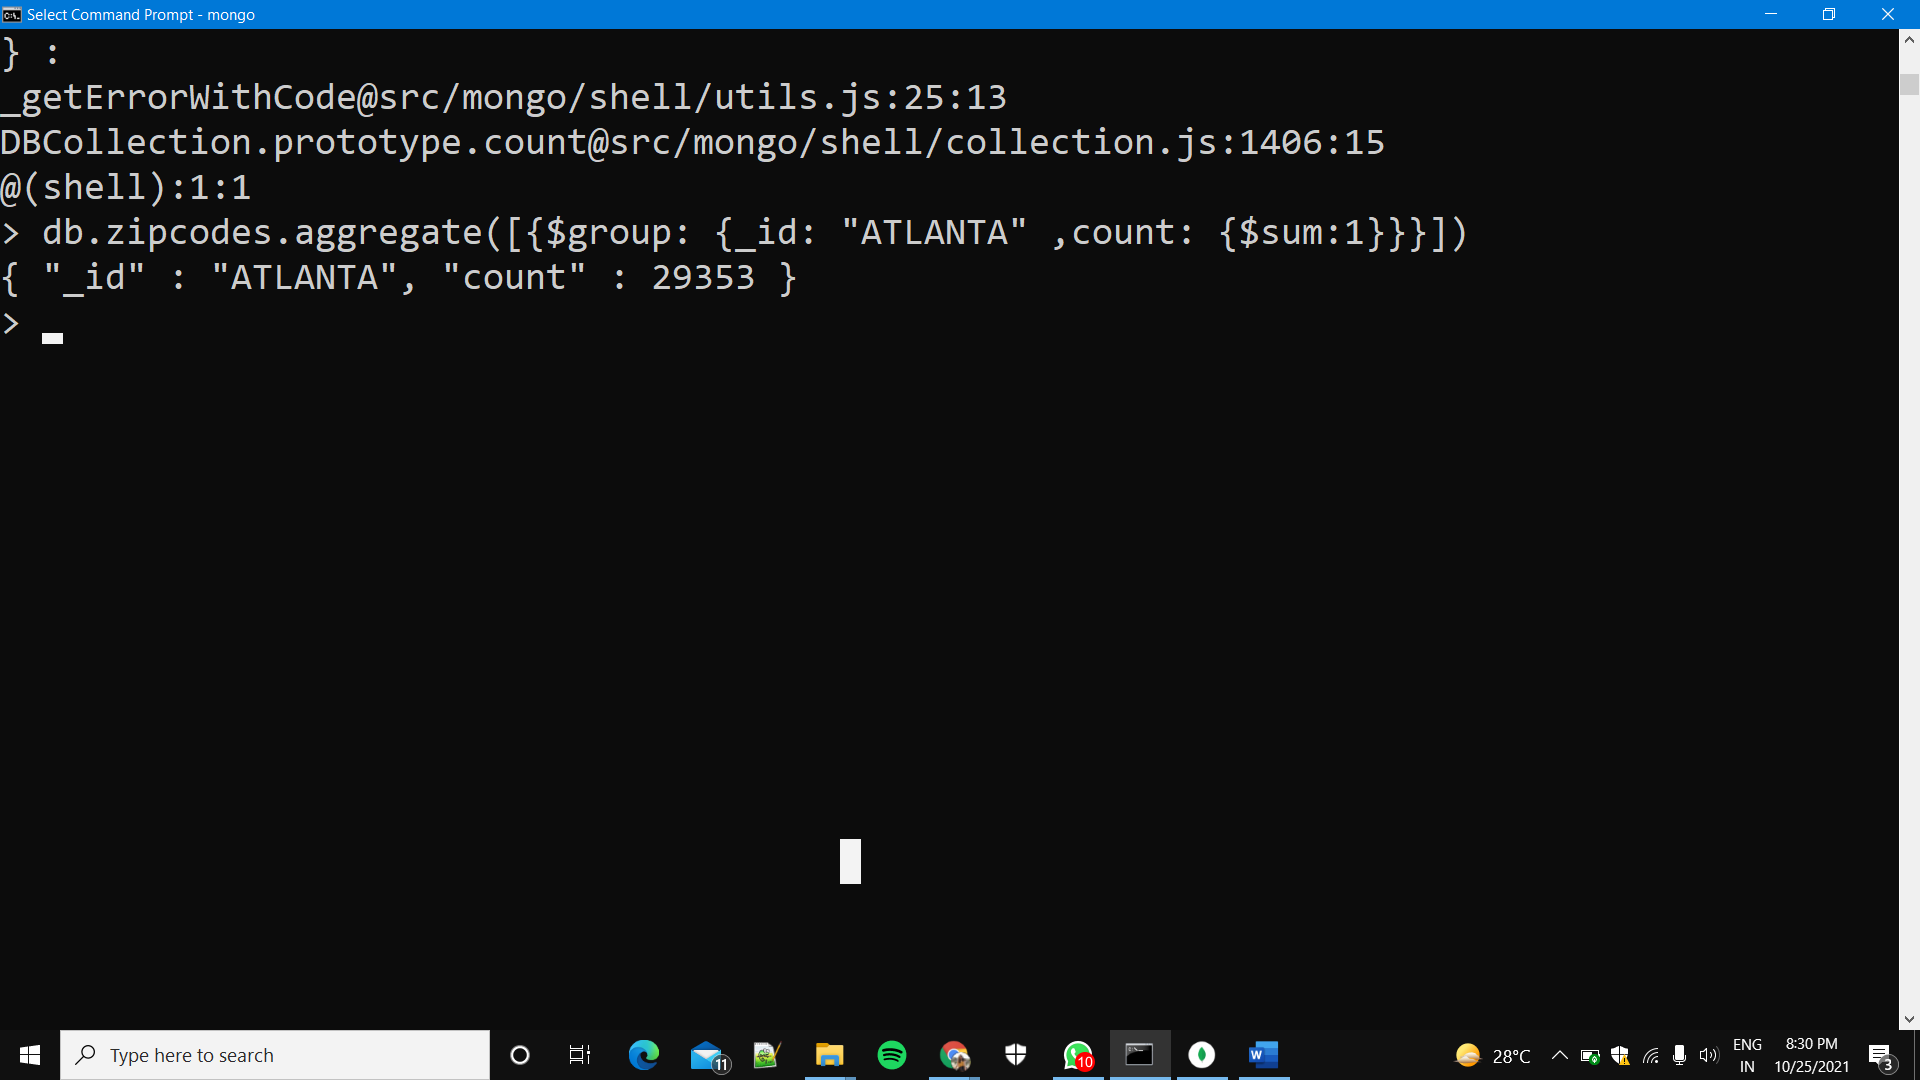 Select Command Prompt - mongo
} :
_getErrorWithCode@src/mongo/shell/utils.js:25:13
DBCollection.prototype.count@src/mongo/shell/collection.js:1406:15
@(shell):1:1
> db.zipcodes.aggregate([{$group: {_id: "ATLANTA" ,count: {$sum:1}}}])
{ "_id" : "ATLANTA", "count" : 29353 }
>
Type here to search
11
10
28°C
ENG
IN
8:30 PM
10/25/2021
3